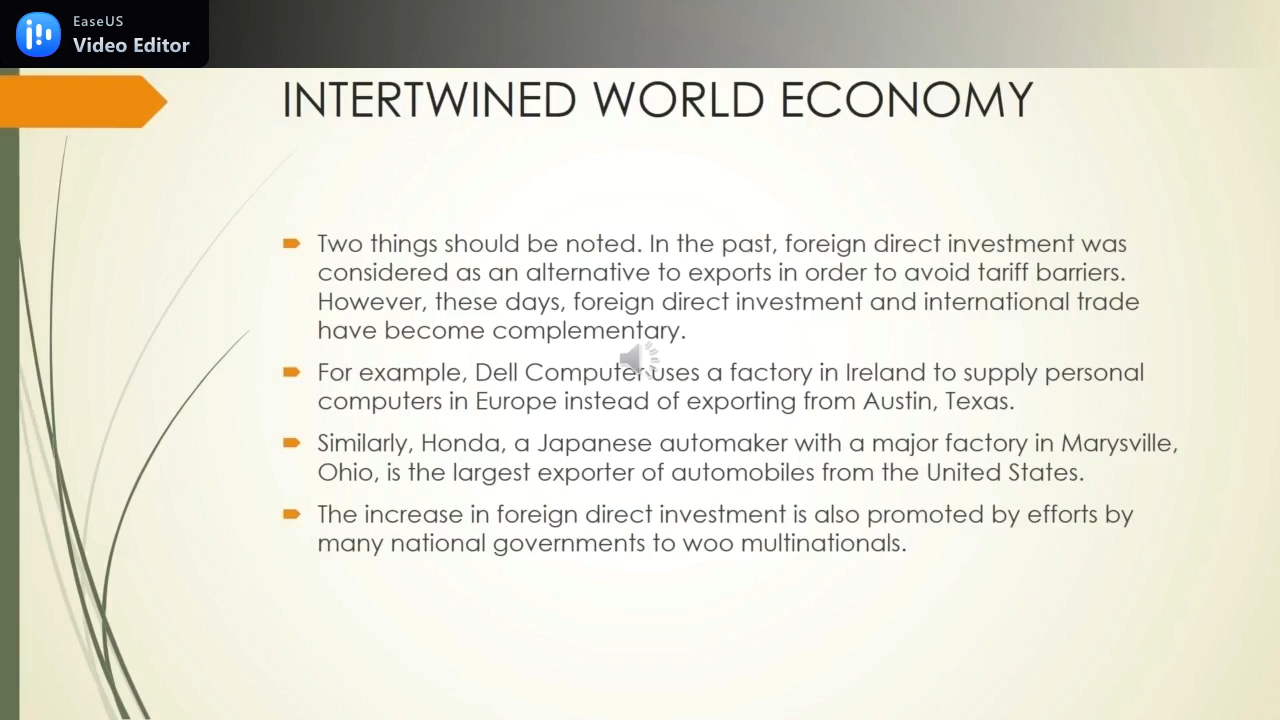 EaseUS
Video Editor
INTERTWINED WORLD ECONOMY
Two things should be noted. In the past, foreign direct investment was
considered as an alternative to exports in order to avoid tariff barriers.
However, these days, foreign direct investment and international trade
have become complementary.
For example, Dell Computer uses a factory in Ireland to supply personal
computers in Europe instead of exporting from Austin, Texas.
Similarly, Honda, a Japanese automaker with a major factory in Marysville,
Ohio, is the largest exporter of automobiles from the United States.
The increase in foreign direct investment is also promoted by efforts by
many national governments to woo multinationals.